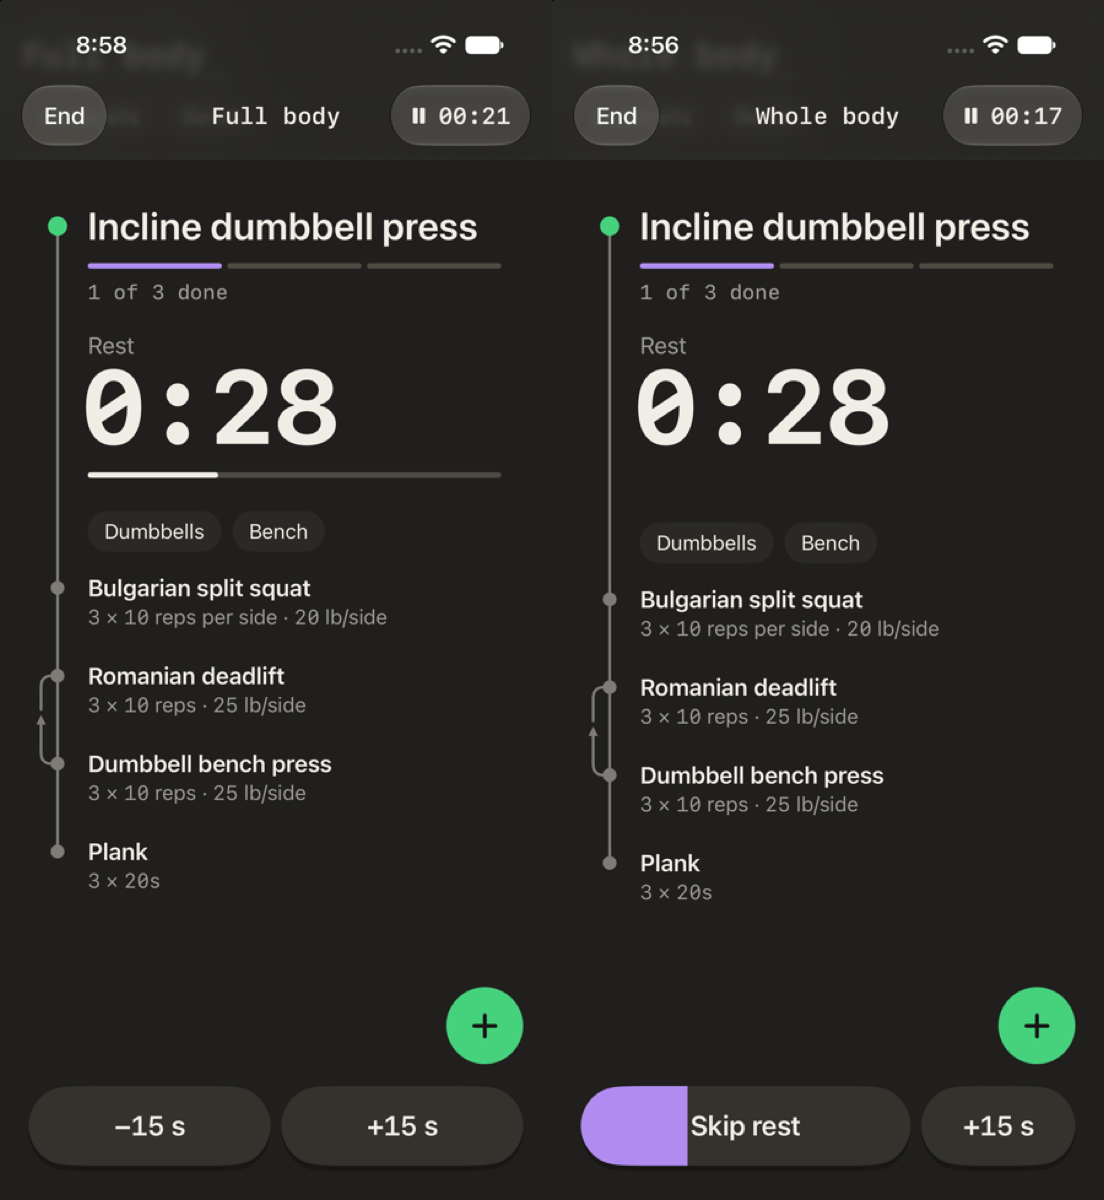 8:58
End
Full body
00:21
Incline dumbbell press
1 of 3 done
Rest
0:28
Dumbbells
Bench
Bulgarian split squat
3 × 10 reps per side · 20 lb/side
Romanian deadlift
3 × 10 reps · 25 lb/side
Dumbbell bench press
3 × 10 reps · 25 lb/side
Plank
3 × 20s
+
−15 s
+15 s
8:56
End
Whole body
00:17
Incline dumbbell press
1 of 3 done
Rest
0:28
Dumbbells
Bench
Bulgarian split squat
3 × 10 reps per side · 20 lb/side
Romanian deadlift
3 × 10 reps · 25 lb/side
Dumbbell bench press
3 × 10 reps · 25 lb/side
Plank
3 × 20s
+
Skip rest
+15 s